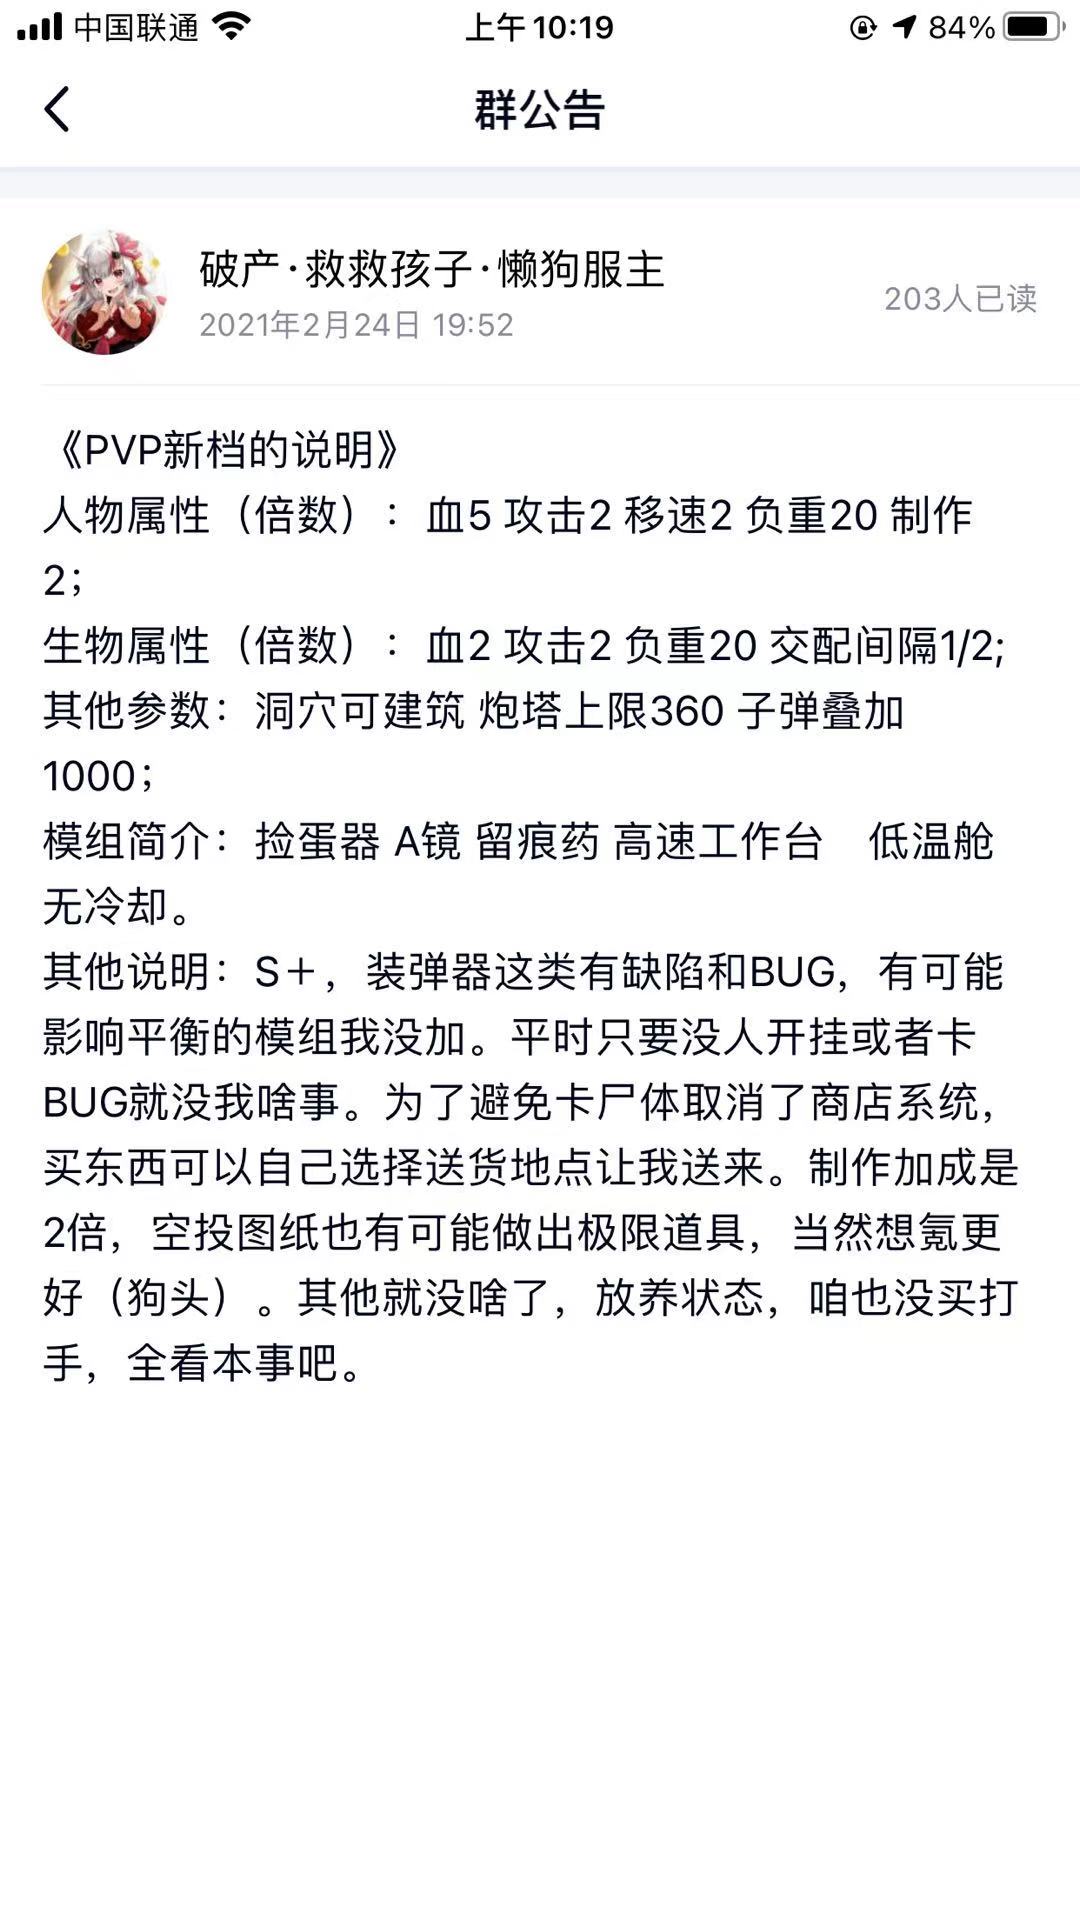 中国联通 上午10:19 84%
群公告
破产·救救孩子·懒狗服主
2021年2月24日 19:52
203人已读
《PVP新档的说明》
人物属性（倍数）：血5 攻击2 移速2 负重20 制作
2；
生物属性（倍数）：血2 攻击2 负重20 交配间隔1/2;
其他参数：洞穴可建筑 炮塔上限360 子弹叠加
1000；
模组简介：捡蛋器 A镜 留痕药 高速工作台　低温舱
无冷却。
其他说明：S＋，装弹器这类有缺陷和BUG，有可能
影响平衡的模组我没加。平时只要没人开挂或者卡
BUG就没我啥事。为了避免卡尸体取消了商店系统，
买东西可以自己选择送货地点让我送来。制作加成是
2倍，空投图纸也有可能做出极限道具，当然想氪更
好（狗头）。其他就没啥了，放养状态，咱也没买打
手，全看本事吧。